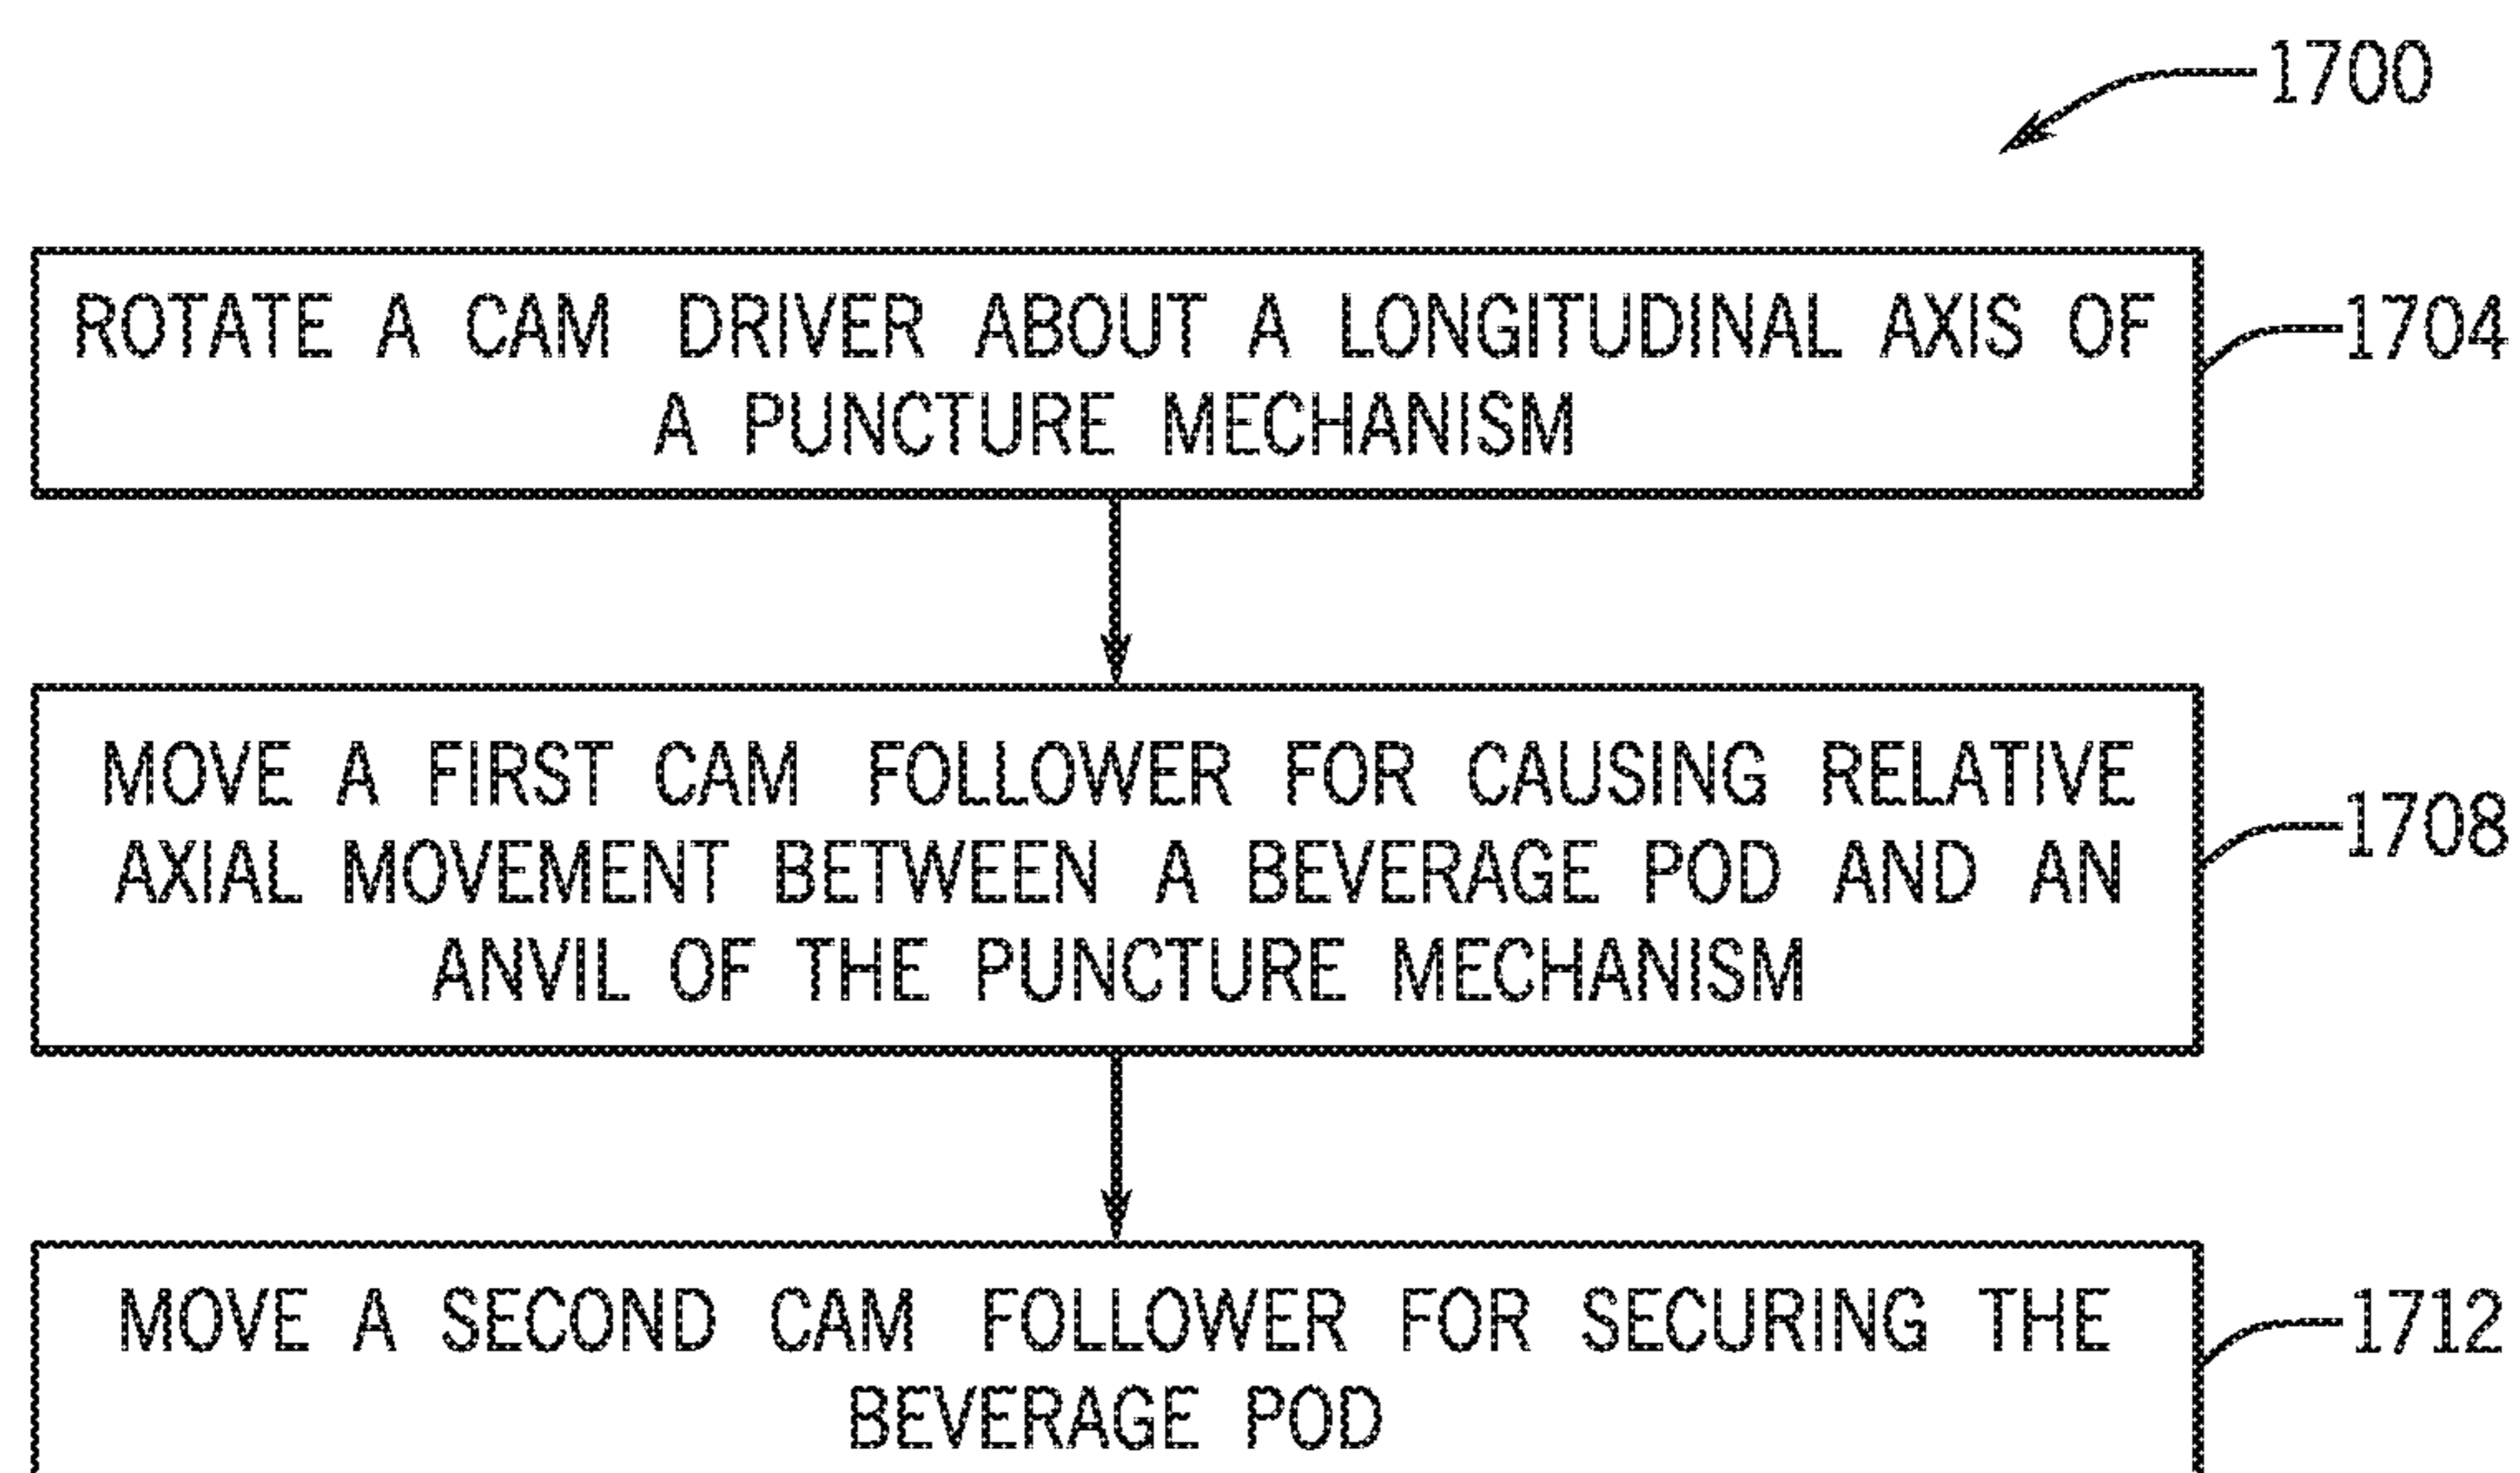 1700
ROTATE A CAM DRIVER ABOUT A LONGITUDINAL AXIS OF
A PUNCTURE MECHANISM
1704
MOVE A FIRST CAM FOLLOWER FOR CAUSING RELATIVE
AXIAL MOVEMENT BETWEEN A BEVERAGE POD AND AN
ANVIL OF THE PUNCTURE MECHANISM
1708
MOVE A SECOND CAM FOLLOWER FOR SECURING THE
BEVERAGE POD
1712